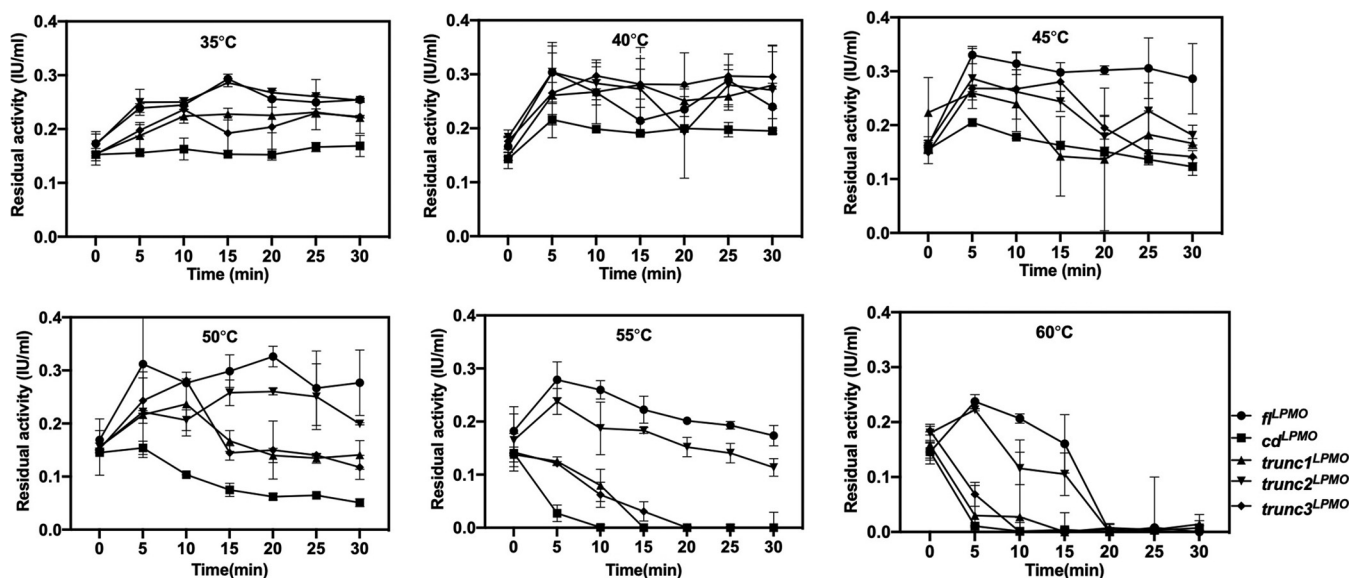 35°C
Residual activity (IU/ml)
0.4
0.3
0.2
0.1
0.0
0 5 10 15 20 25 30
Time (min)
40°C
Residual activity (IU/ml)
0.4
0.3
0.2
0.1
0.0
0 5 10 15 20 25 30
Time (min)
45°C
Residual activity (IU/ml)
0.4
0.3
0.2
0.1
0.0
0 5 10 15 20 25 30
Time (min)
50°C
Residual activity (IU/ml)
0.4
0.3
0.2
0.1
0.0
0 5 10 15 20 25 30
Time(min)
55°C
Residual activity (IU/ml)
0.4
0.3
0.2
0.1
0.0
0 5 10 15 20 25 30
Time(min)
60°C
Residual activity (IU/ml)
0.4
0.3
0.2
0.1
0.0
0 5 10 15 20 25 30
Time(min)
fl^LPMO
cd^LPMO
trunc1^LPMO
trunc2^LPMO
trunc3^LPMO